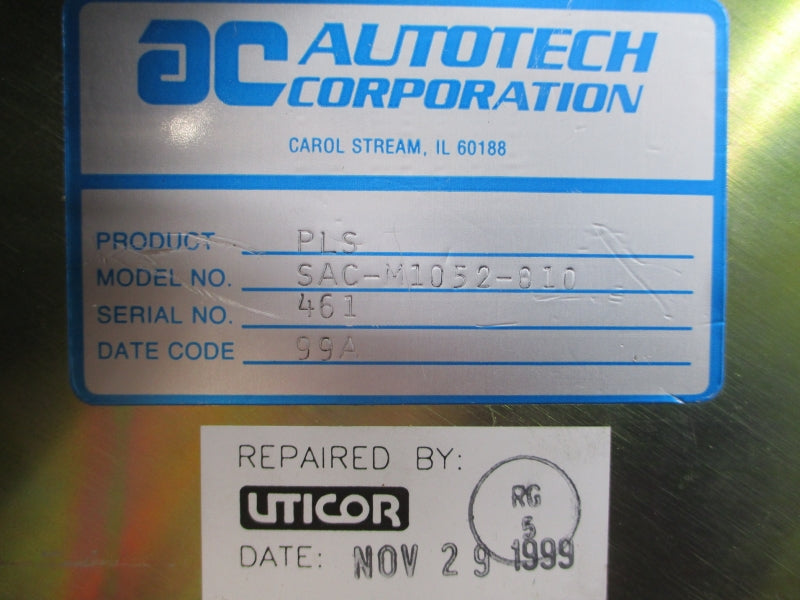 ac AUTOTECH
CORPORATION
CAROL STREAM, IL 60188
PRODUCT PLS
MODEL NO. SAC-M1052-810
SERIAL NO. 461
DATE CODE 99A
REPAIRED BY:
UTICOR
RG
5
DATE: NOV 29 1999